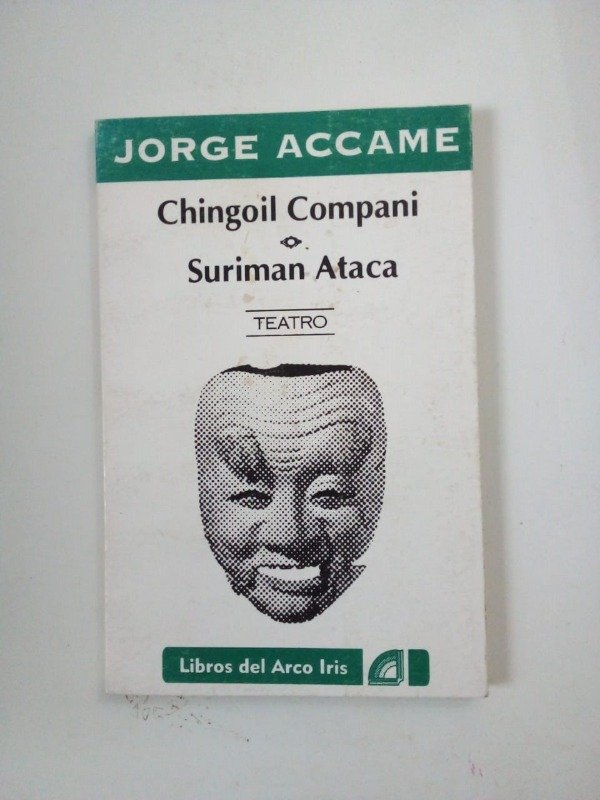 JORGE ACCAME
Chingoil Compani
Suriman Ataca
TEATRO
Libros del Arco Iris